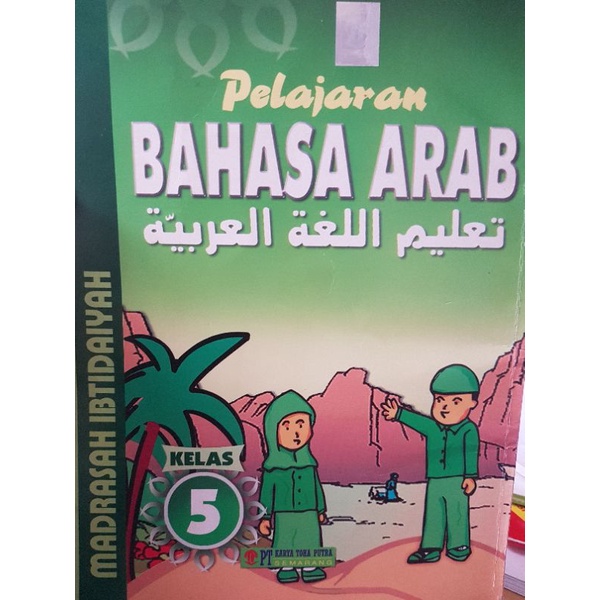 Pelajaran
BAHASA ARAB
تعليم اللغة العربيّة
MADRASAH IBTIDAIYAH
KELAS
5
PT KARYA TOHA PUTRA
SEMARANG